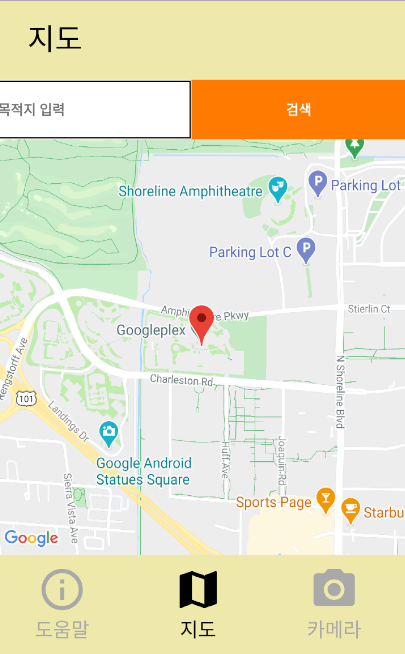 지도
목적지 입력
검색
Shoreline Amphitheatre
Parking Lot
Parking Lot C
Amphi
e Pkwy
Stierlin Ct
Googleplex
Rengstorff Ave
Charleston Rd
N Shoreline Blvd
101
Landings Dr
Google Android
Statues Square
Huff Ave
Joaquin Rd
Sierra Vista Ave
Sports Page
Starbu
Google
도움말
지도
카메라